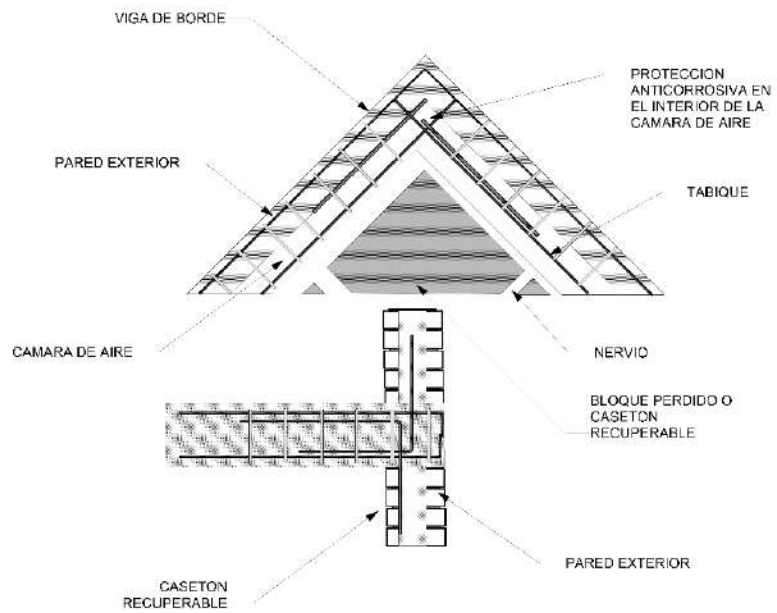 VIGA DE BORDE
PROTECCION
ANTICORROSIVA EN
EL INTERIOR DE LA
CAMARA DE AIRE
PARED EXTERIOR
TABIQUE
CAMARA DE AIRE
NERVIO
BLOQUE PERDIDO O
CASETON
RECUPERABLE
PARED EXTERIOR
CASETON
RECUPERABLE